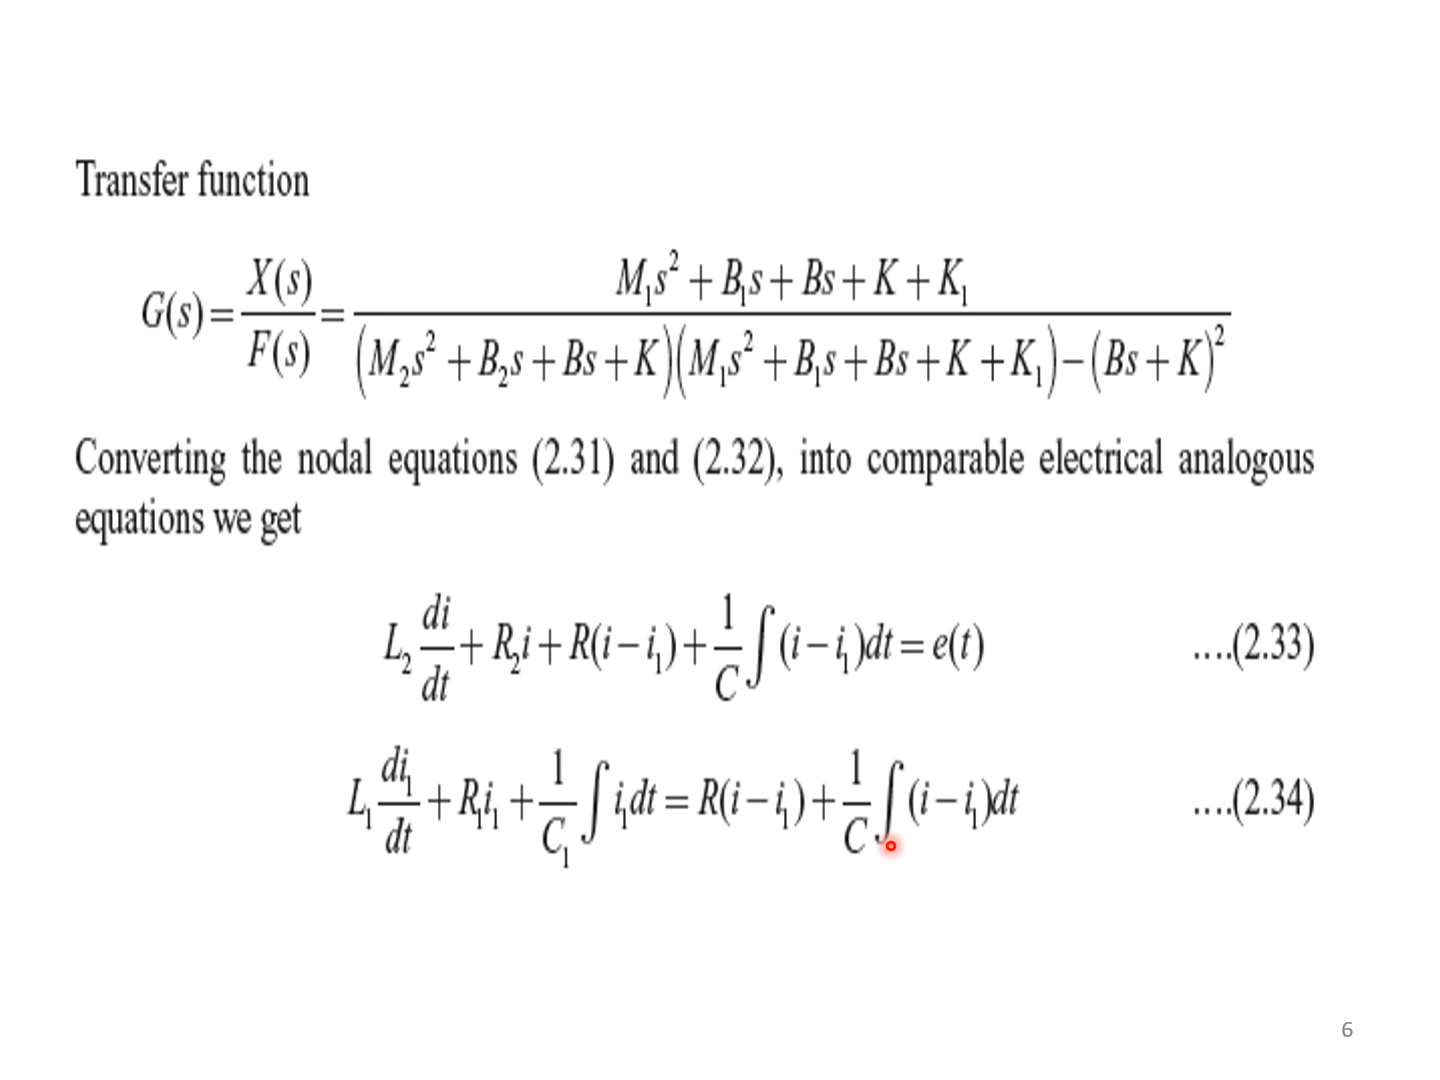 Transfer function
G(s) = X(s)/F(s) = (M₁s² + B₁s + Bs + K + K₁) / ((M₂s² + B₂s + Bs + K)(M₁s² + B₁s + Bs + K + K₁) − (Bs + K)²)
Converting the nodal equations (2.31) and (2.32), into comparable electrical analogous
equations we get
L₂ di/dt + R₂i + R(i − i₁) + 1/C ∫(i − i₁)dt = e(t) ....(2.33)
L₁ di₁/dt + R₁i₁ + 1/C₁ ∫i₁dt = R(i − i₁) + 1/C ∫(i − i₁)dt ....(2.34)
6